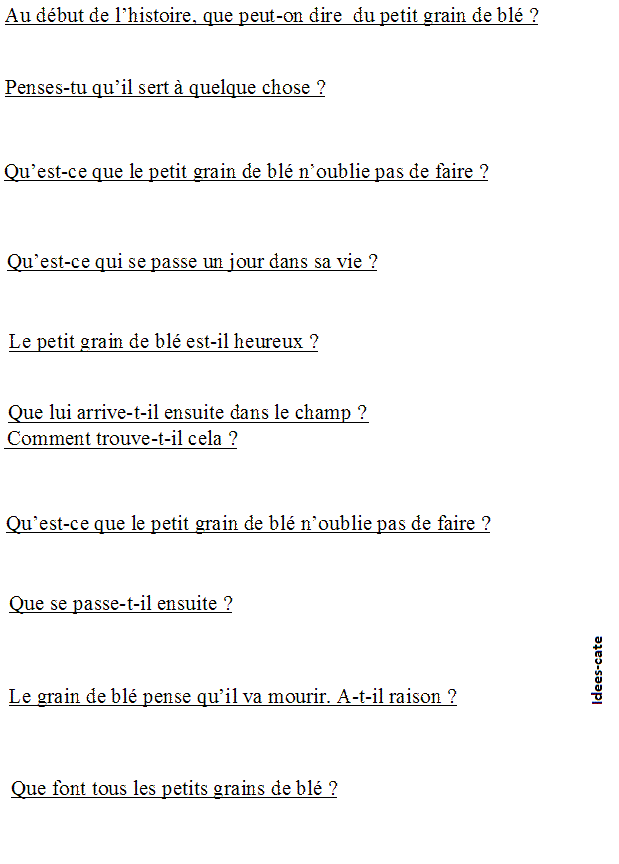 Au début de l’histoire, que peut-on dire  du petit grain de blé ?
Penses-tu qu’il sert à quelque chose ?
Qu’est-ce que le petit grain de blé n’oublie pas de faire ?
Qu’est-ce qui se passe un jour dans sa vie ?
Le petit grain de blé est-il heureux ?
Que lui arrive-t-il ensuite dans le champ ?
Comment trouve-t-il cela ?
Qu’est-ce que le petit grain de blé n’oublie pas de faire ?
Que se passe-t-il ensuite ?
Idees-cate
Le grain de blé pense qu’il va mourir. A-t-il raison ?
Que font tous les petits grains de blé ?